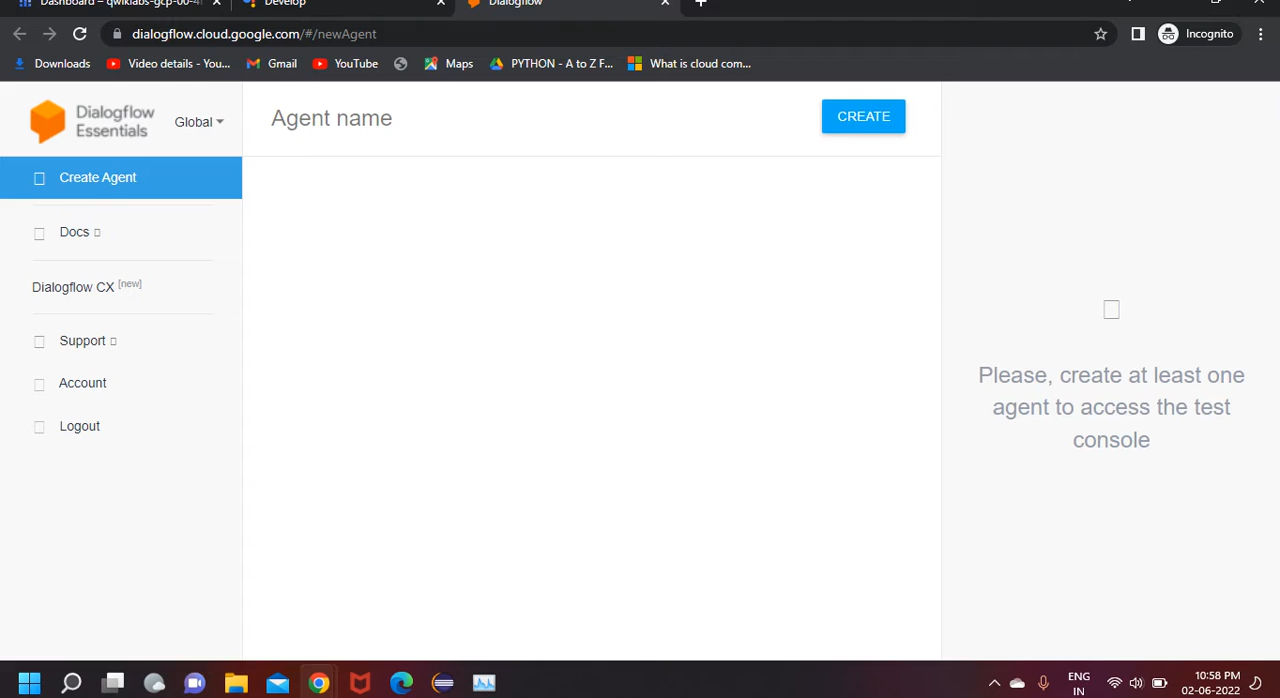 Dashboard – qwiklabs-gcp-00-4
Develop
Dialogflow
dialogflow.cloud.google.com/#/newAgent
Incognito
Downloads
Video details - You...
Gmail
YouTube
Maps
PYTHON - A to Z F...
What is cloud com...
Dialogflow
Essentials
Global
Agent name
CREATE
Create Agent
Docs
Dialogflow CX [new]
Support
Account
Logout
Please, create at least one
agent to access the test
console
ENG
IN
10:58 PM
02-06-2022